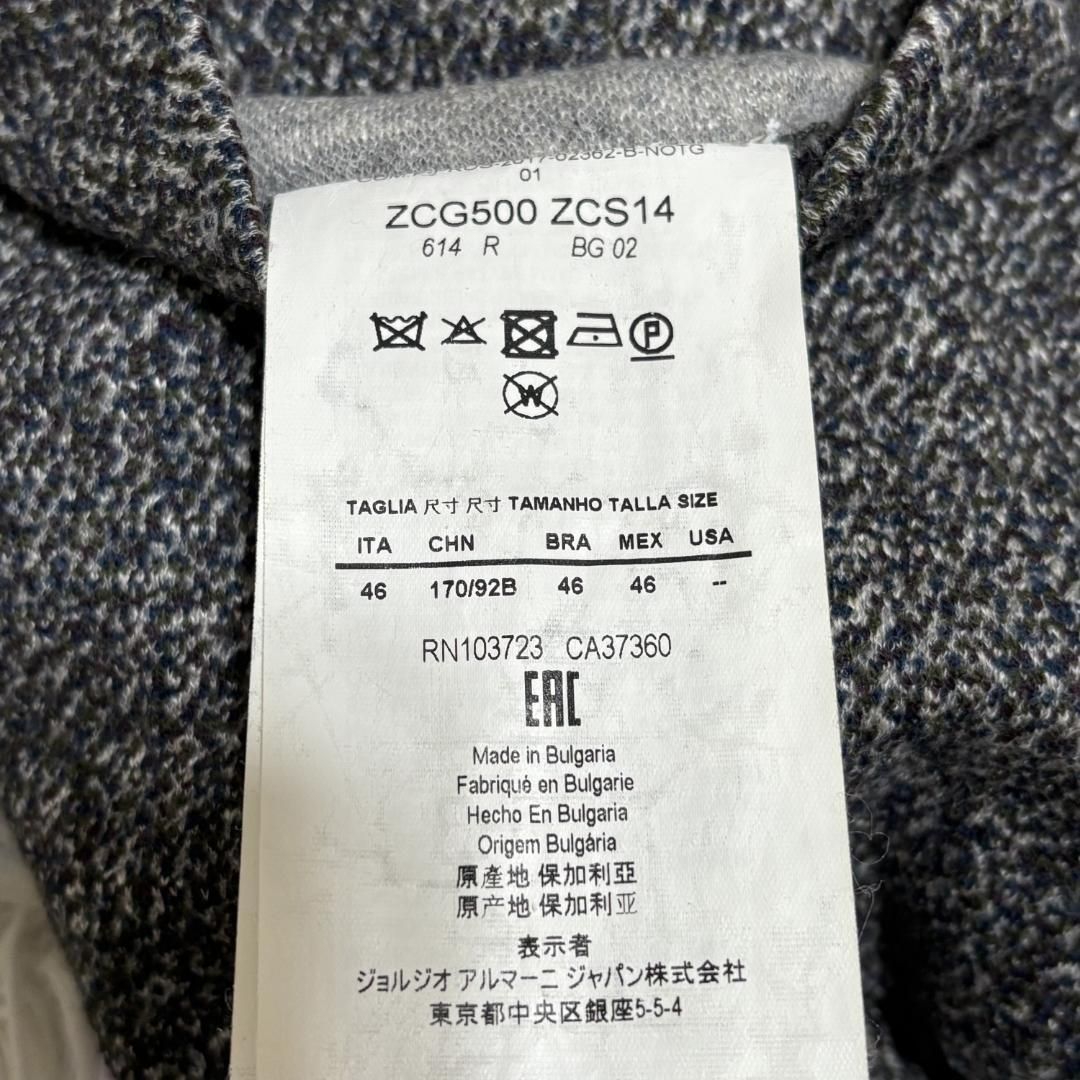 2017-02362-B-NOTG
01
ZCG500 ZCS14
614 R BG 02
P
W
TAGLIA 尺寸 尺寸 TAMANHO TALLA SIZE
ITA CHN BRA MEX USA
46 170/92B 46 46 --
RN103723 CA37360
EAC
Made in Bulgaria
Fabriqué en Bulgarie
Hecho En Bulgaria
Origem Bulgária
原產地 保加利亞
原产地 保加利亚
表示者
ジョルジオ アルマーニ ジャパン株式会社
東京都中央区銀座5-5-4